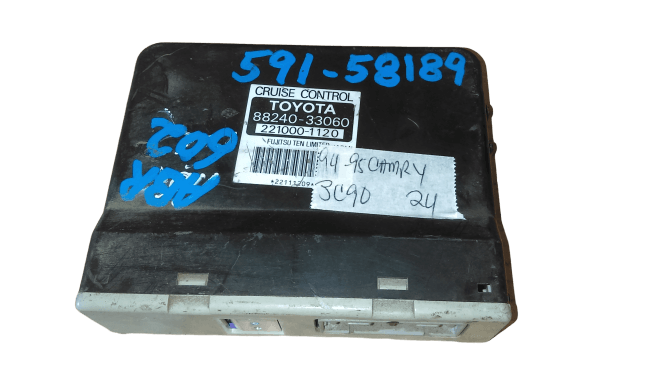 591-58189
CRUISE CONTROL
TOYOTA
88240-33060
221000-1120
FUJITSU TEN LIMITED
*22111209*
94-95 CAMRY
3C90 24
602
ABR